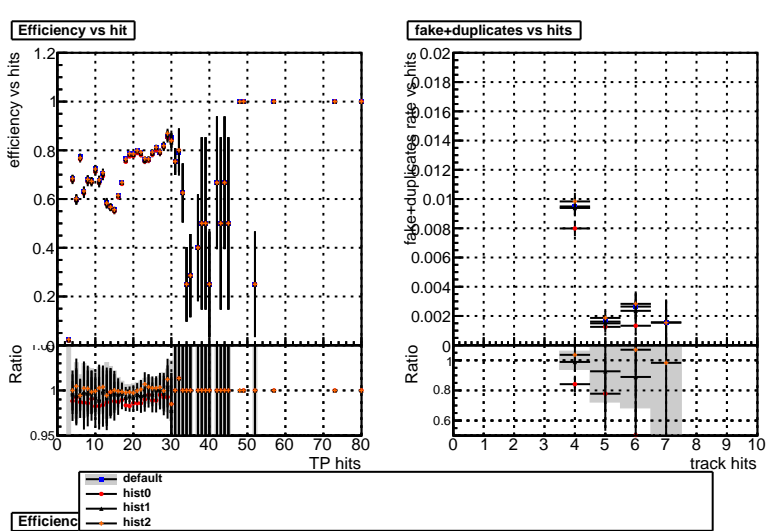 Efficiency vs hit
fake+duplicates vs hits
efficiency vs hits
1.2
1
0.8
0.6
0.4
0.2
0
Ratio
1
0.95
0 10 20 30 40 50 60 70 80
TP hits
fake+duplicates rate vs hits
0.02
0.018
0.016
0.014
0.012
0.01
0.008
0.006
0.004
0.002
0
Ratio
1
0.8
0.6
0 1 2 3 4 5 6 7 8 9 10
track hits
default
hist0
hist1
hist2
Efficienc